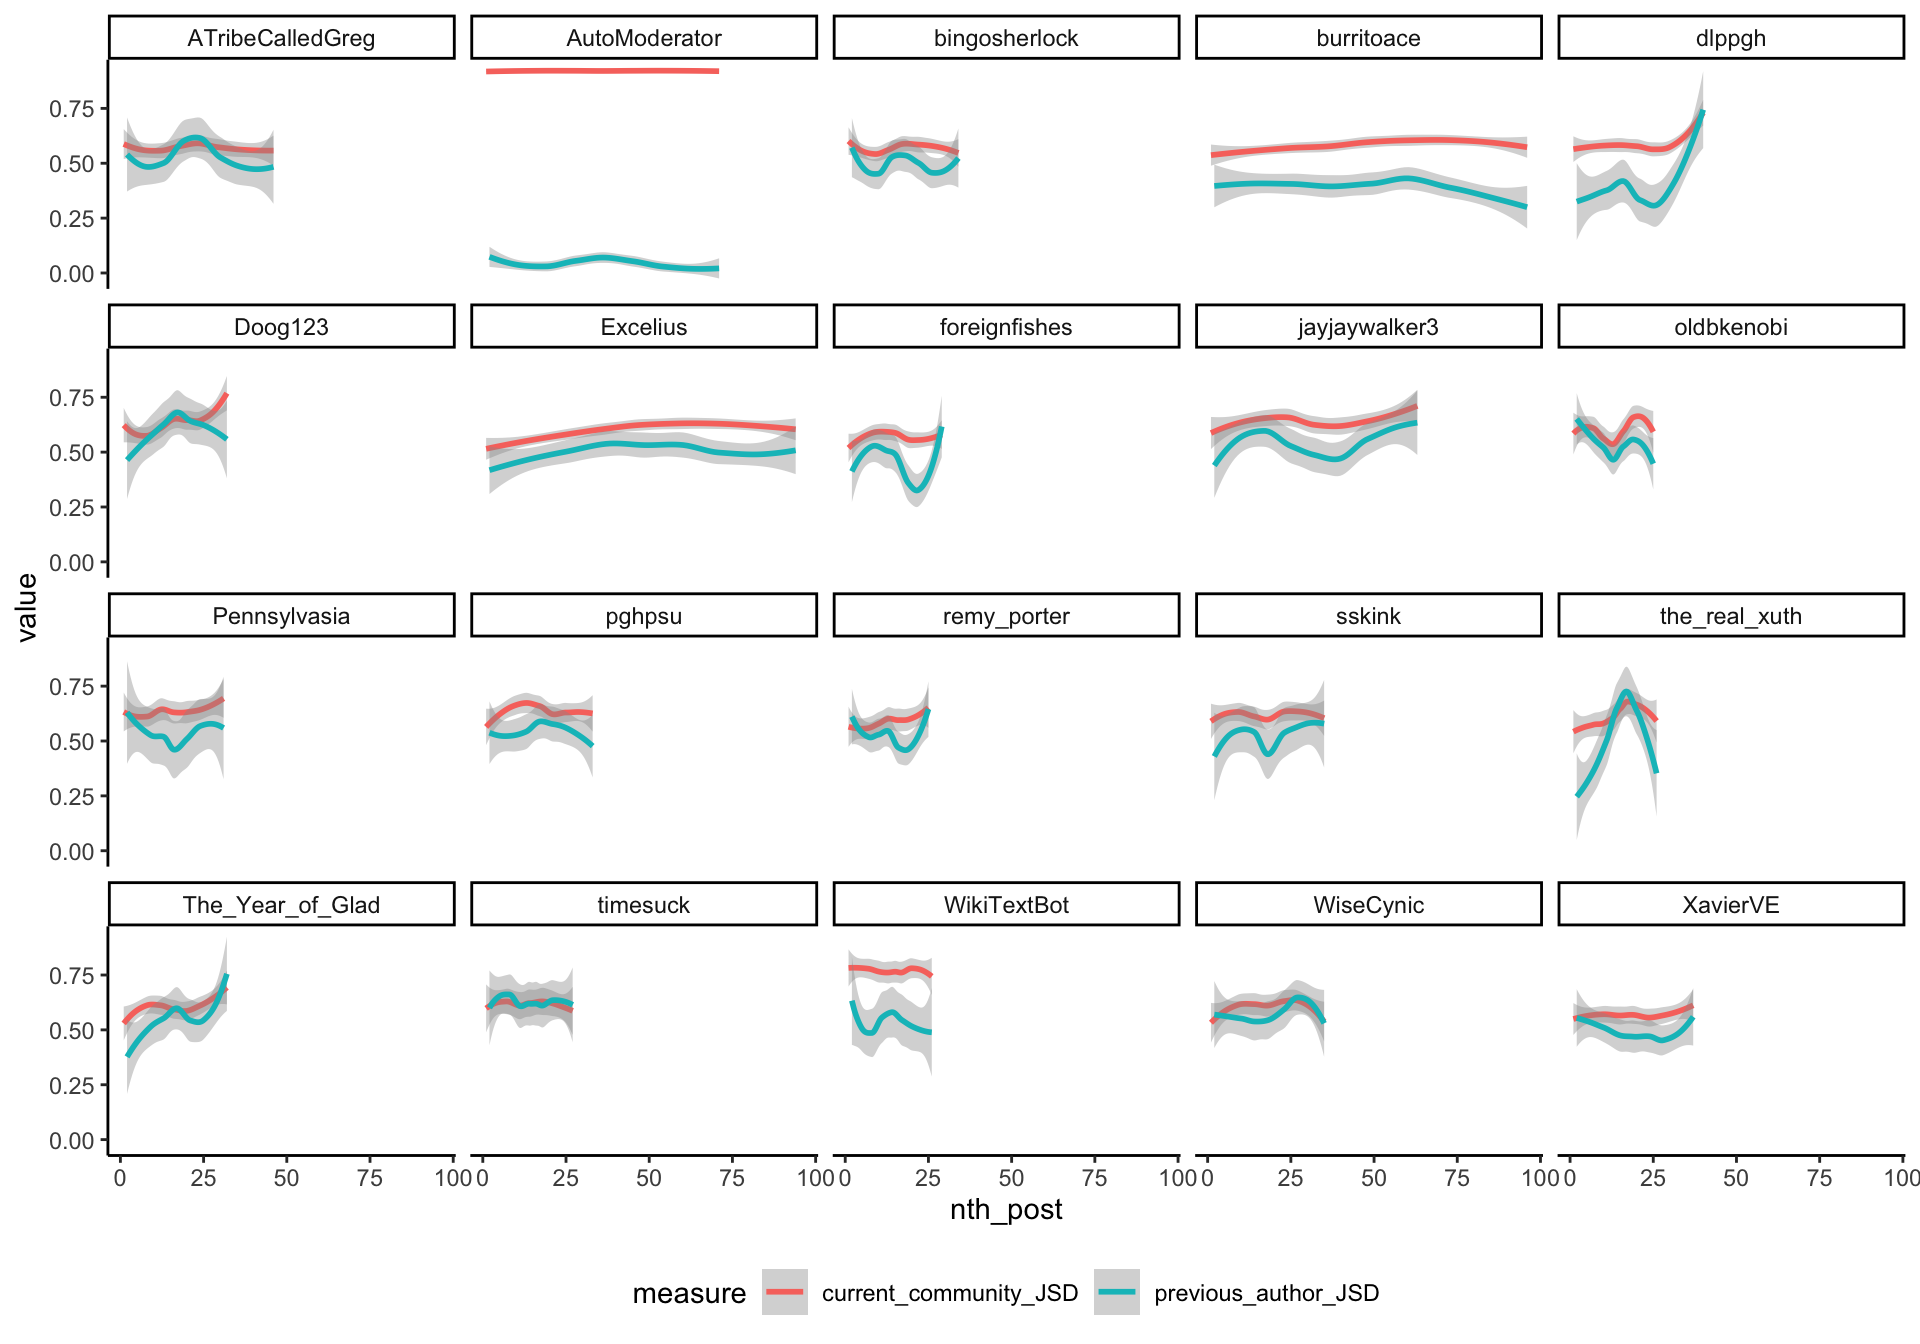 ATribeCalledGreg AutoModerator bingosherlock burritoace dlppgh
0.75
0.50
0.25
0.00
Doog123 Excelius foreignfishes jayjaywalker3 oldbkenobi
0.75
0.50
0.25
0.00
value
Pennsylvasia pghpsu remy_porter sskink the_real_xuth
0.75
0.50
0.25
0.00
The_Year_of_Glad timesuck WikiTextBot WiseCynic XavierVE
0.75
0.50
0.25
0.00
0 25 50 75 100 0 25 50 75 100 0 25 50 75 100 0 25 50 75 100 0 25 50 75 100
nth_post
measure current_community_JSD previous_author_JSD